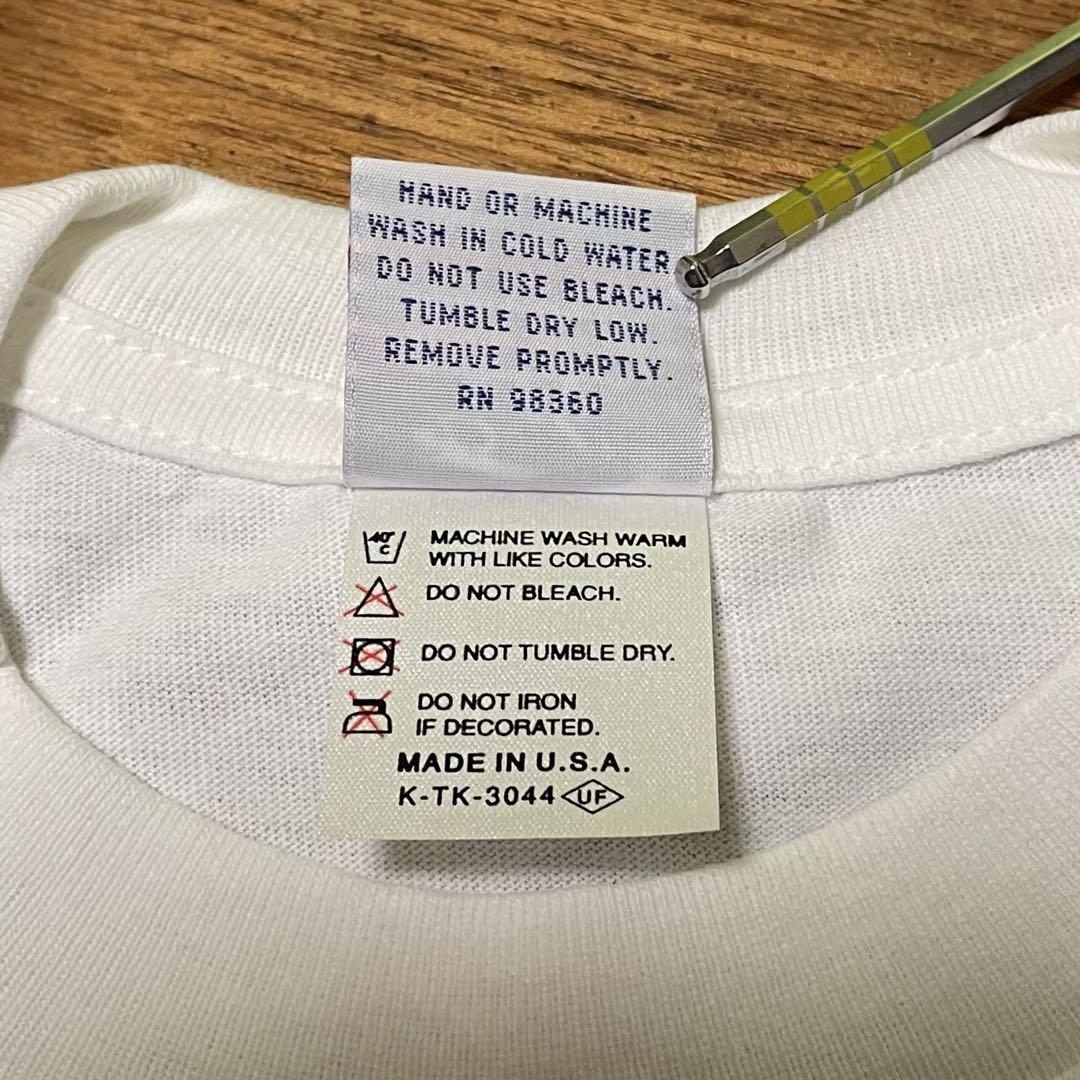 HAND OR MACHINE
WASH IN COLD WATER
DO NOT USE BLEACH.
TUMBLE DRY LOW.
REMOVE PROMPTLY.
RN 98360
40°
C
MACHINE WASH WARM
WITH LIKE COLORS.
DO NOT BLEACH.
DO NOT TUMBLE DRY.
DO NOT IRON
IF DECORATED.
MADE IN U.S.A.
K-TK-3044 UF